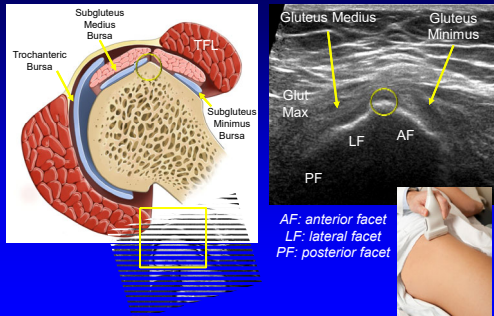 Subgluteus
Medius
Bursa
TFL
Trochanteric
Bursa
Subgluteus
Minimus
Bursa
Gluteus Medius
Gluteus
Minimus
Glut
Max
LF
AF
PF
AF: anterior facet
LF: lateral facet
PF: posterior facet